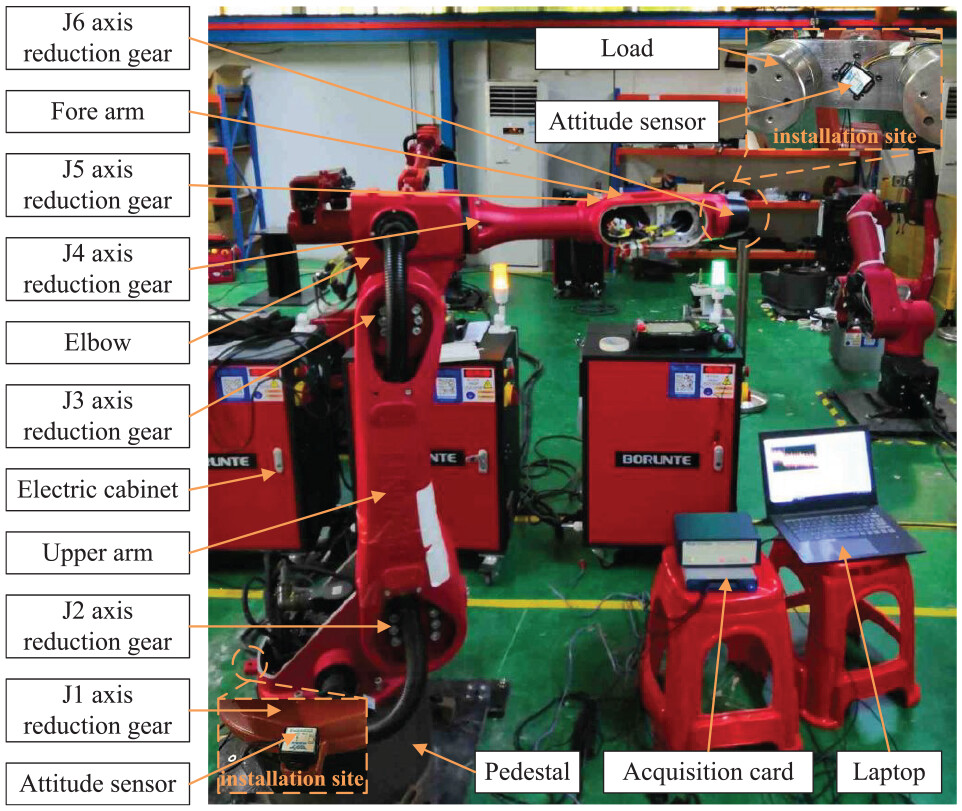 J6 axis
reduction gear
Fore arm
J5 axis
reduction gear
J4 axis
reduction gear
Elbow
J3 axis
reduction gear
Electric cabinet
Upper arm
J2 axis
reduction gear
J1 axis
reduction gear
Attitude sensor
Load
Attitude sensor
installation site
BORUNTE
BORUNTE
BORUNTE
installation site
Pedestal
Acquisition card
Laptop